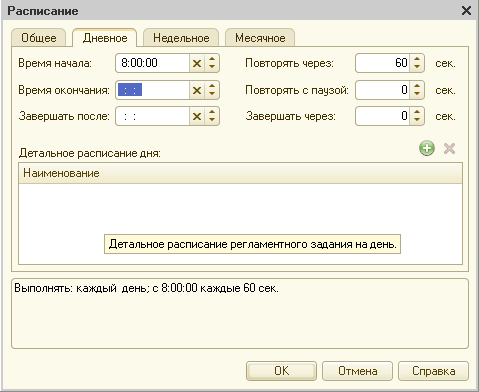 Расписание
Общее Дневное Недельное Месячное
Время начала: 8:00:00 Повторять через: 60 сек.
Время окончания: : : Повторять с паузой: 0 сек.
Завершать после: : : Завершать через: 0 сек.
Детальное расписание дня:
Наименование
Детальное расписание регламентного задания на день.
Выполнять: каждый день; с 8:00:00 каждые 60 сек.
OK Отмена Справка